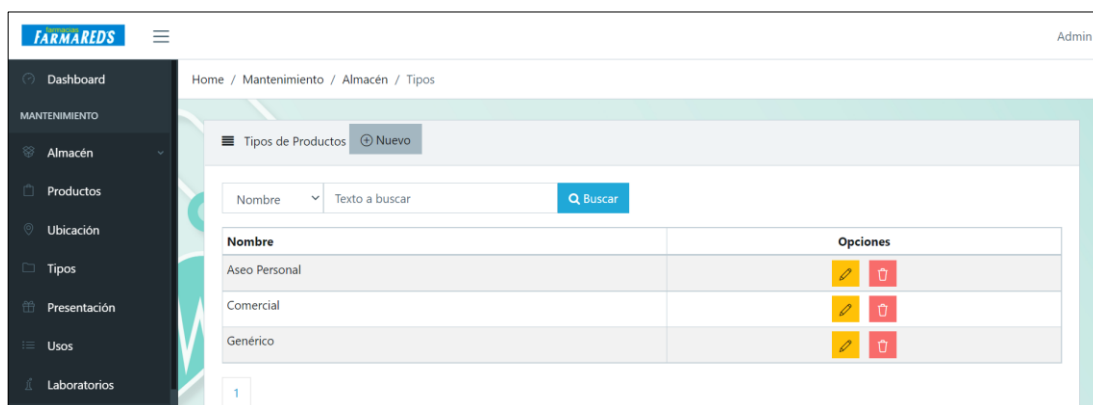 farmacias
FARMAREDS
Admin
Dashboard
Home / Mantenimiento / Almacén / Tipos
MANTENIMIENTO
Almacén
Productos
Ubicación
Tipos
Presentación
Usos
Laboratorios
Tipos de Productos Nuevo
Nombre Texto a buscar Buscar
Nombre Opciones
Aseo Personal
Comercial
Genérico
1